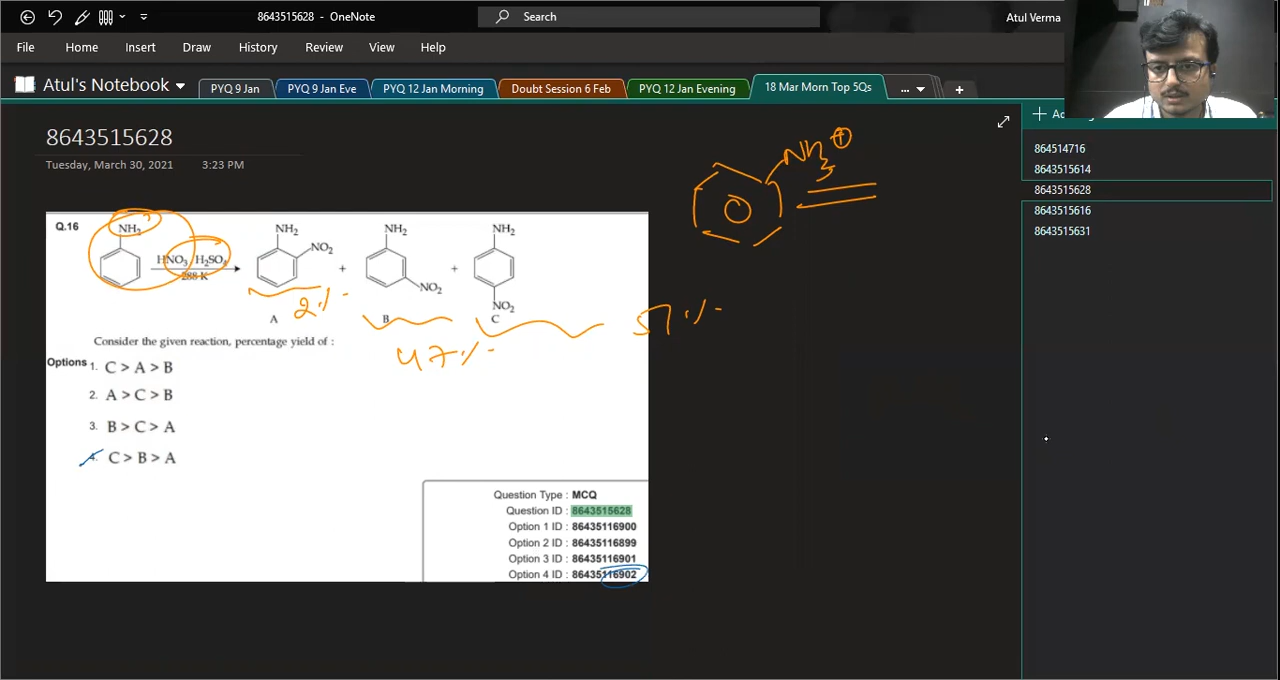 8643515628 - OneNote
Search
Atul Verma
File Home Insert Draw History Review View Help
Atul's Notebook
PYQ 9 Jan
PYQ 9 Jan Eve
PYQ 12 Jan Morning
Doubt Session 6 Feb
PYQ 12 Jan Evening
18 Mar Morn Top 5Qs
...
8643515628
Tuesday, March 30, 2021 3:23 PM
864514716
8643515614
8643515628
8643515616
8643515631
NH3 ⊕
Q.16
NH2
HNO3, H2SO4
288 K
NH2
NO2
+
NH2
NO2
+
NH2
NO2
A
B
C
2 %
47 %
51 %
Consider the given reaction, percentage yield of :
Options 1. C > A > B
2. A > C > B
3. B > C > A
4. C > B > A
Question Type : MCQ
Question ID : 8643515628
Option 1 ID : 86435116900
Option 2 ID : 86435116899
Option 3 ID : 86435116901
Option 4 ID : 86435116902